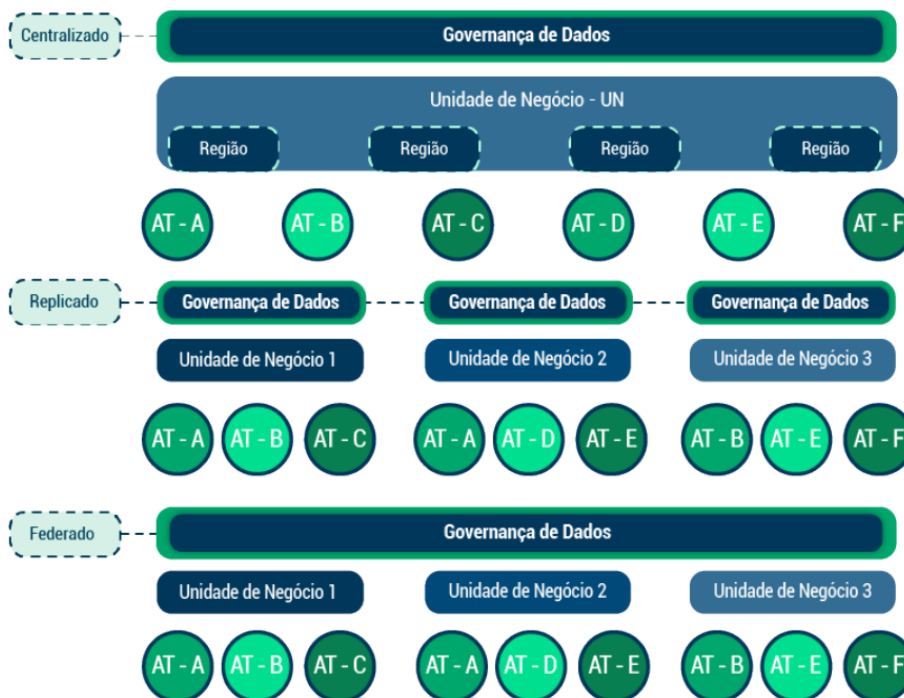 Centralizado
Governança de Dados
Unidade de Negócio - UN
Região Região Região Região
AT - A AT - B AT - C AT - D AT - E AT - F
Replicado
Governança de Dados Governança de Dados Governança de Dados
Unidade de Negócio 1 Unidade de Negócio 2 Unidade de Negócio 3
AT - A AT - B AT - C AT - A AT - D AT - E AT - B AT - E AT - F
Federado
Governança de Dados
Unidade de Negócio 1 Unidade de Negócio 2 Unidade de Negócio 3
AT - A AT - B AT - C AT - A AT - D AT - E AT - B AT - E AT - F